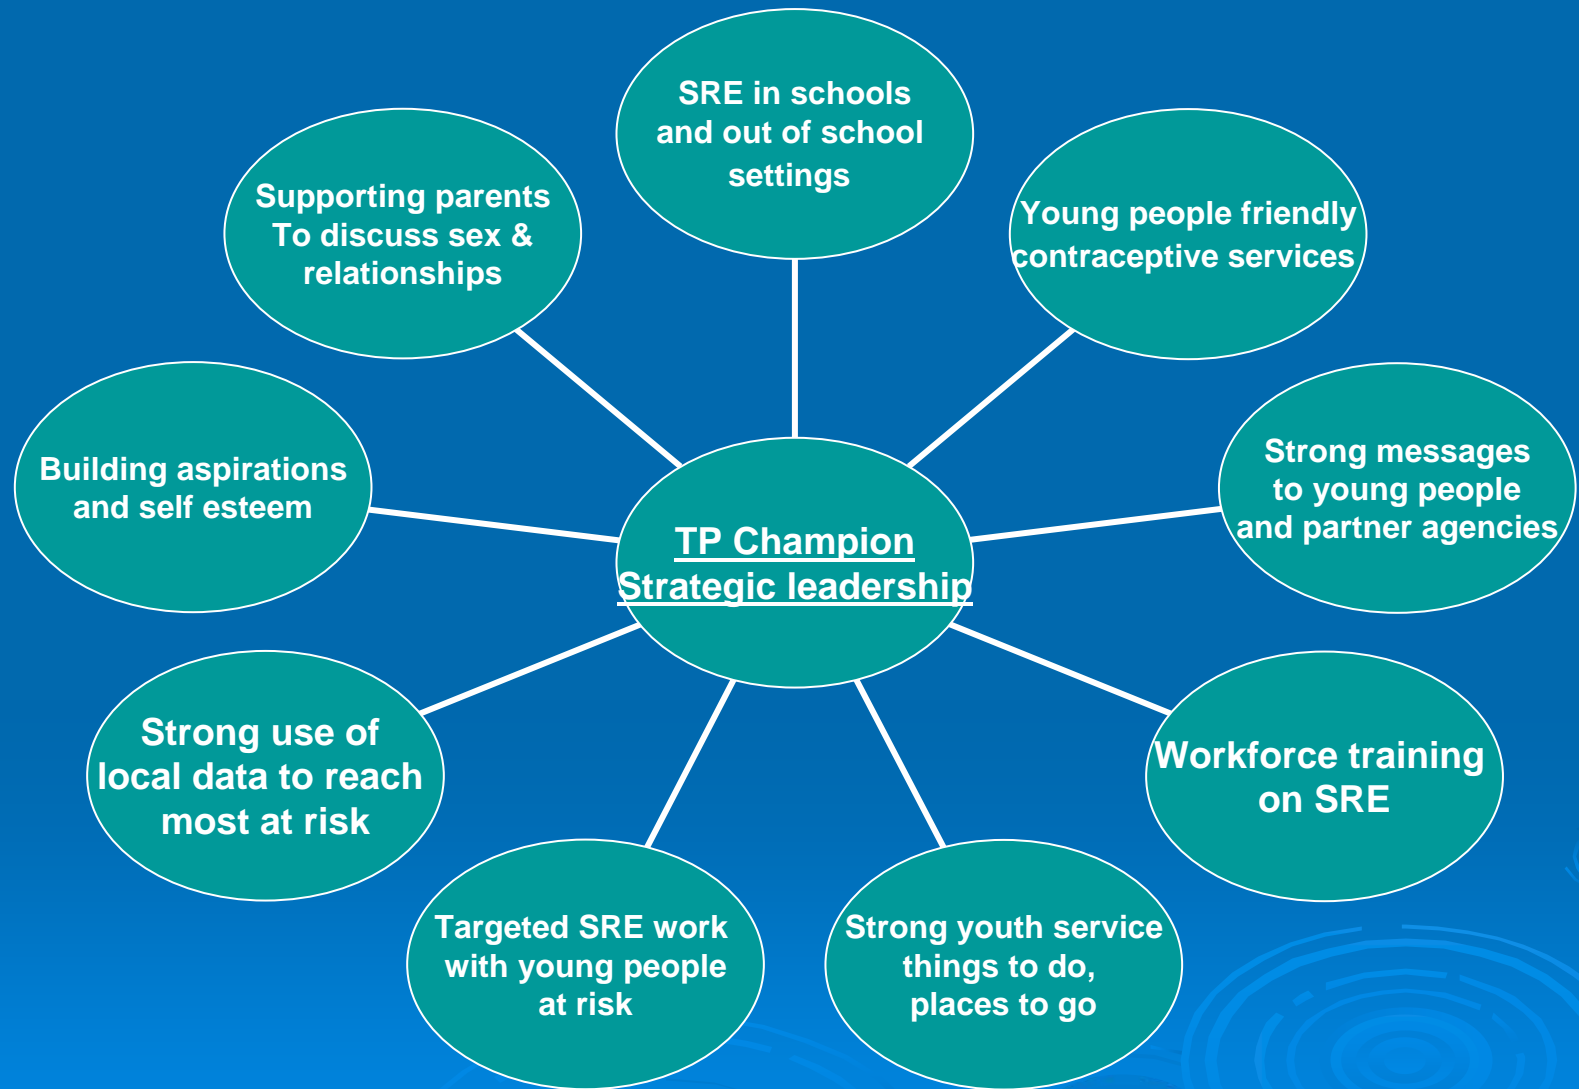 SRE in schools
and out of school
settings
Young people friendly
contraceptive services
Strong messages
to young people
and partner agencies
Workforce training
on SRE
Strong youth service
things to do,
places to go
Targeted SRE work
with young people
at risk
Strong use of
local data to reach
most at risk
Building aspirations
and self esteem
Supporting parents
To discuss sex &
relationships
TP Champion
Strategic leadership